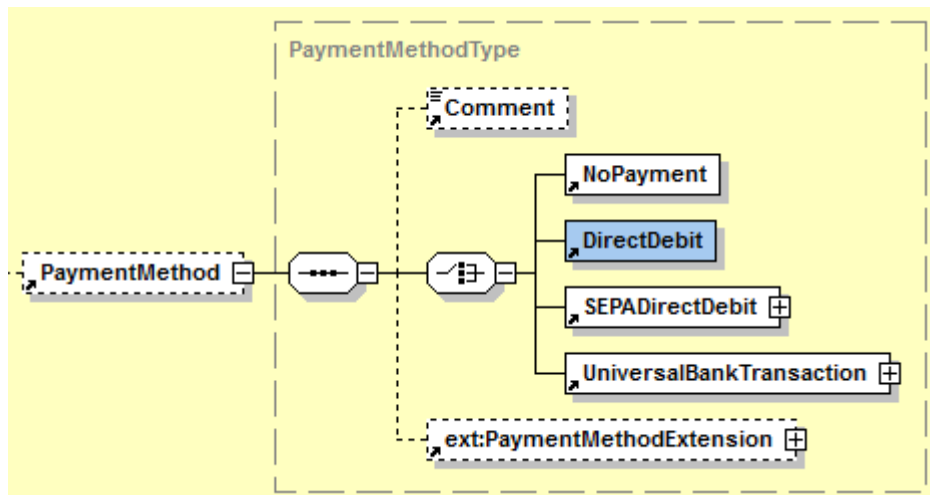 PaymentMethodType
Comment
NoPayment
DirectDebit
PaymentMethod
SEPADirectDebit
UniversalBankTransaction
ext:PaymentMethodExtension